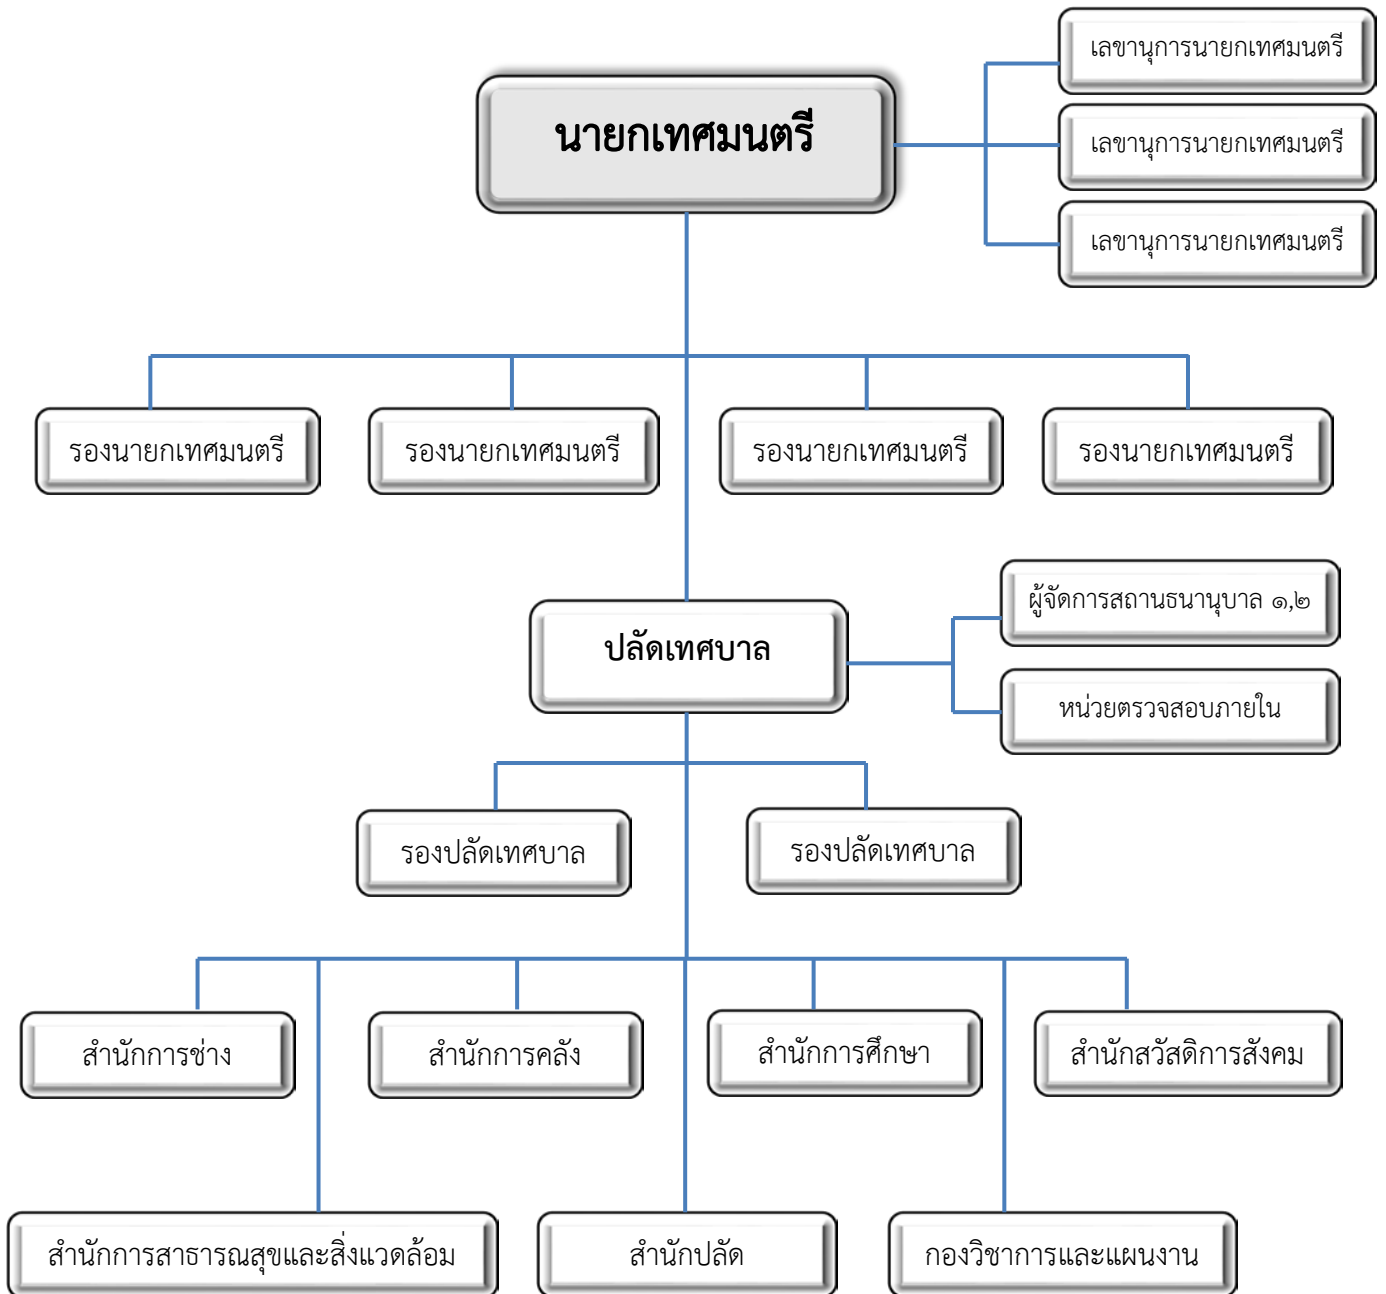 เลขานุการนายกเทศมนตรี
นายกเทศมนตรี
เลขานุการนายกเทศมนตรี
เลขานุการนายกเทศมนตรี
รองนายกเทศมนตรี
รองนายกเทศมนตรี
รองนายกเทศมนตรี
รองนายกเทศมนตรี
ผู้จัดการสถานธนานุบาล ๑,๒
ปลัดเทศบาล
หน่วยตรวจสอบภายใน
รองปลัดเทศบาล
รองปลัดเทศบาล
สำนักการช่าง
สำนักการคลัง
สำนักการศึกษา
สำนักสวัสดิการสังคม
สำนักการสาธารณสุขและสิ่งแวดล้อม
สำนักปลัด
กองวิชาการและแผนงาน